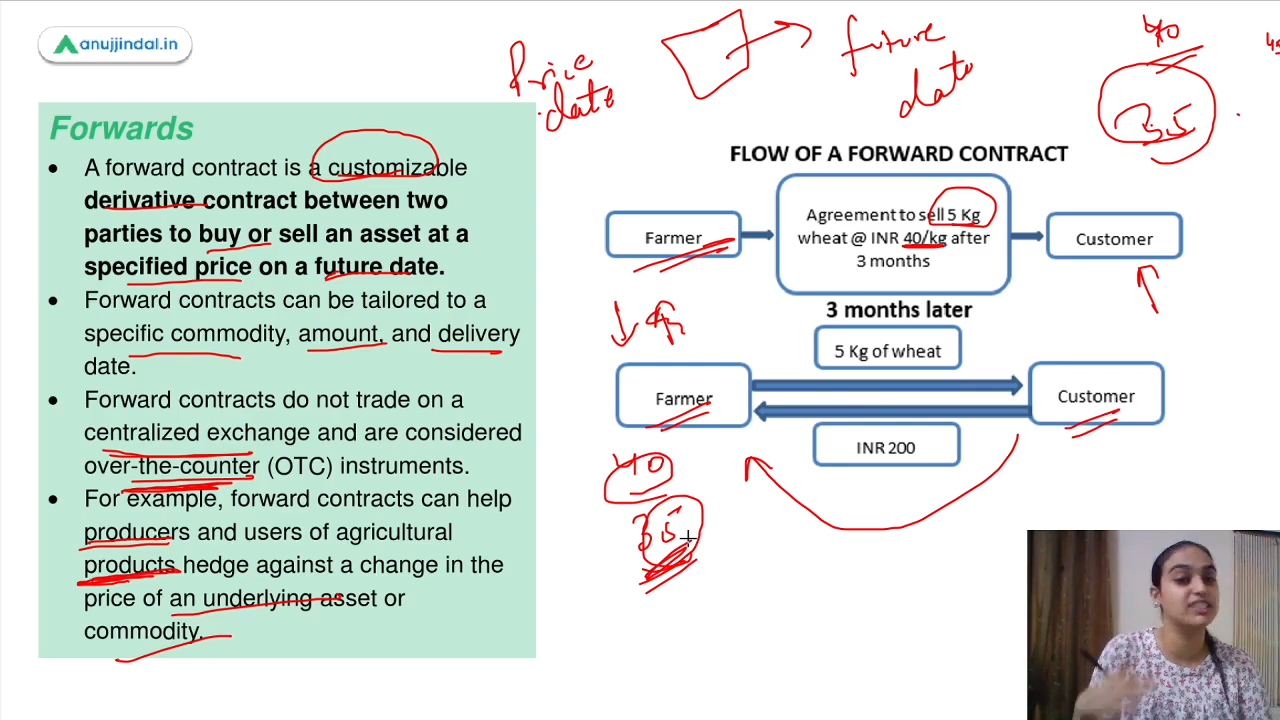 anujjindal.in
Price
date
future
date
40
35
Forwards
• A forward contract is a customizable
derivative contract between two
parties to buy or sell an asset at a
specified price on a future date.
• Forward contracts can be tailored to a
specific commodity, amount, and delivery
date.
• Forward contracts do not trade on a
centralized exchange and are considered
over-the-counter (OTC) instruments.
• For example, forward contracts can help
producers and users of agricultural
products hedge against a change in the
price of an underlying asset or
commodity.
FLOW OF A FORWARD CONTRACT
Farmer
Agreement to sell 5 Kg
wheat @ INR 40/kg after
3 months
Customer
3 months later
5 Kg of wheat
Farmer
Customer
INR 200
40
35